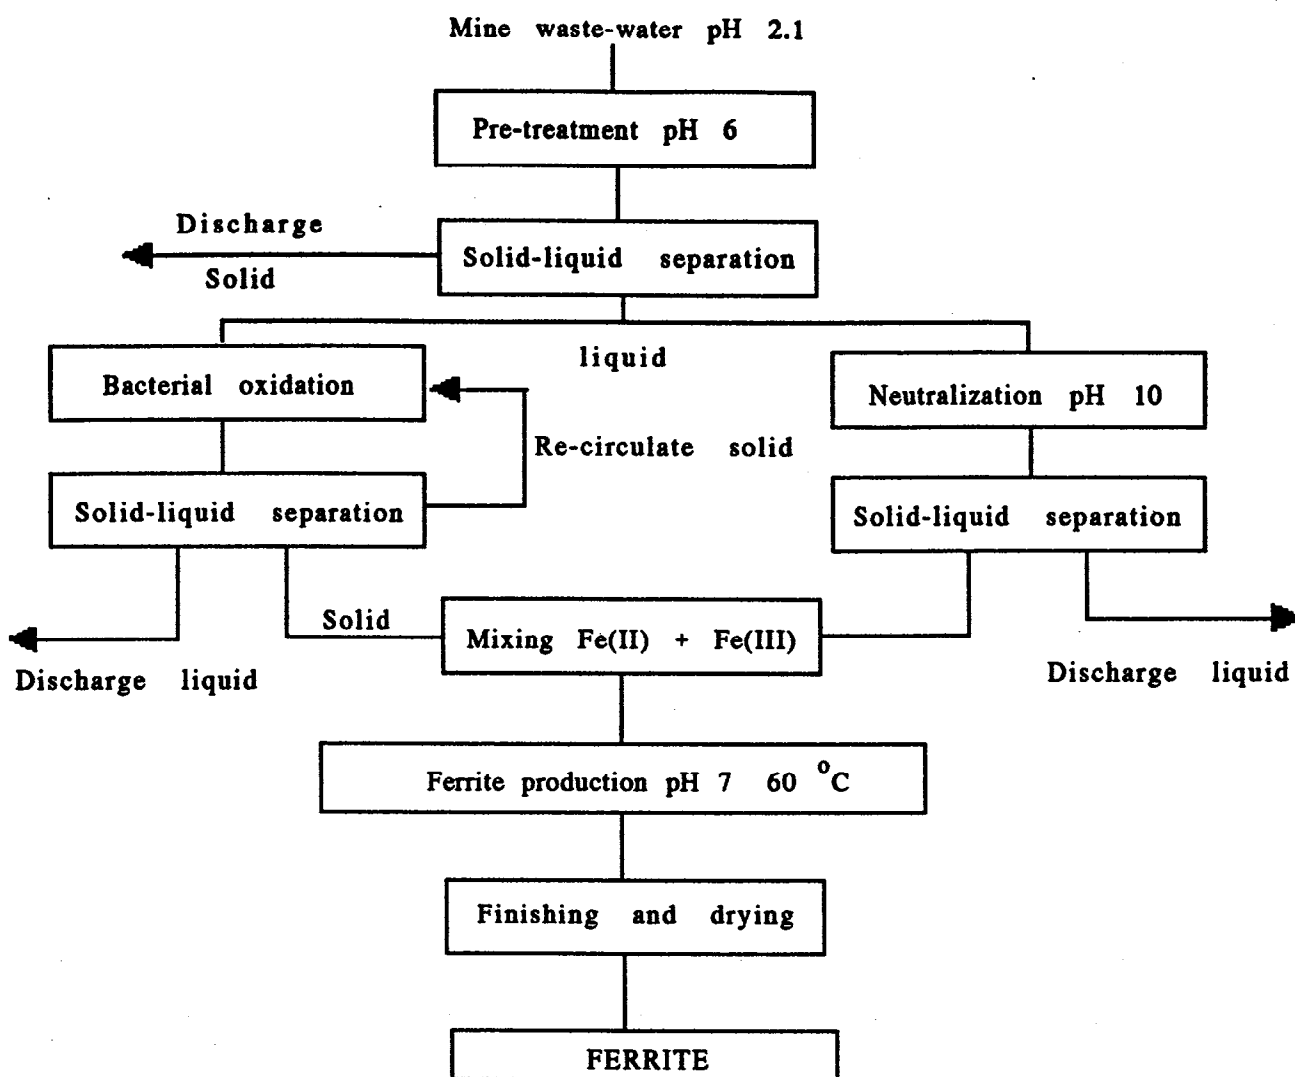 Mine waste-water pH 2.1
Pre-treatment pH 6
Discharge
Solid
Solid-liquid separation
liquid
Bacterial oxidation
Neutralization pH 10
Re-circulate solid
Solid-liquid separation
Solid-liquid separation
Solid
Mixing Fe(II) + Fe(III)
Discharge liquid
Discharge liquid
Ferrite production pH 7 60 °C
Finishing and drying
FERRITE